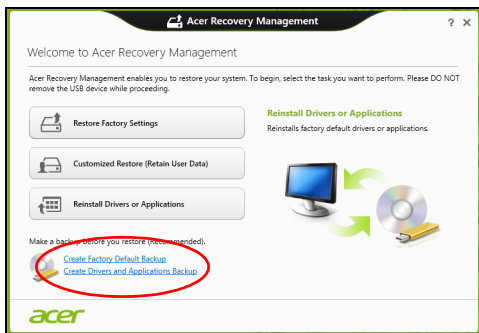 Acer Recovery Management
? X
Welcome to Acer Recovery Management
Acer Recovery Management enables you to restore your system. To begin, select the task you want to perform. Please DO NOT
remove the USB device while proceeding.
Restore Factory Settings
Customized Restore (Retain User Data)
Reinstall Drivers or Applications
Reinstall Drivers or Applications
Reinstalls factory default drivers or applications.
Make a backup before you restore (Recommended).
Create Factory Default Backup
Create Drivers and Applications Backup
acer